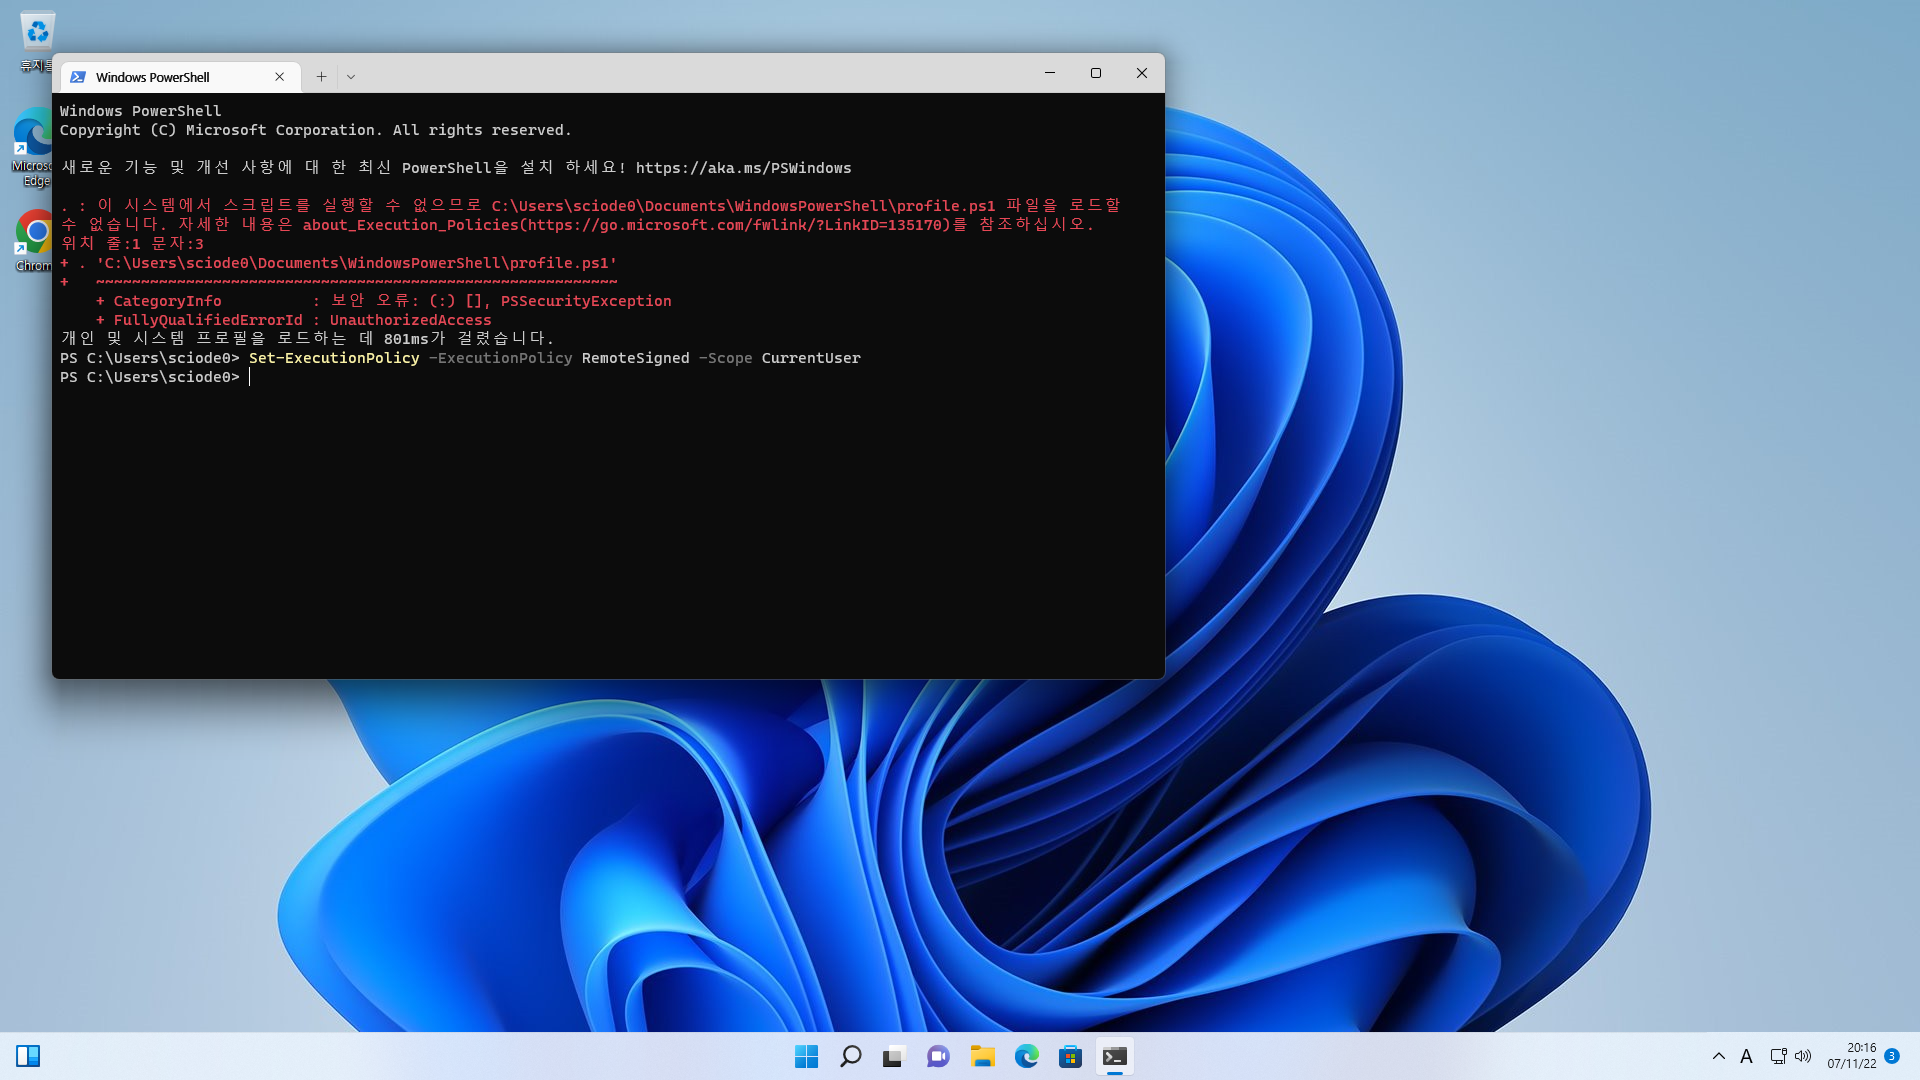 휴지통
Windows PowerShell
Windows PowerShell
Copyright (C) Microsoft Corporation. All rights reserved.
새로운 기능 및 개선 사항에 대 한 최신 PowerShell을 설치 하세요! https://aka.ms/PSWindows
. : 이 시스템에서 스크립트를 실행할 수 없으므로 C:\Users\sciode0\Documents\WindowsPowerShell\profile.ps1 파일을 로드할
수 없습니다. 자세한 내용은 about_Execution_Policies(https://go.microsoft.com/fwlink/?LinkID=135170)를 참조하십시오.
위치 줄:1 문자:3
+ . 'C:\Users\sciode0\Documents\WindowsPowerShell\profile.ps1'
+   ~~~~~~~~~~~~~~~~~~~~~~~~~~~~~~~~~~~~~~~~~~~~~~~~~~~~~~~~~~
    + CategoryInfo          : 보안 오류: (:) [], PSSecurityException
    + FullyQualifiedErrorId : UnauthorizedAccess
개인 및 시스템 프로필을 로드하는 데 801ms가 걸렸습니다.
PS C:\Users\sciode0> Set-ExecutionPolicy -ExecutionPolicy RemoteSigned -Scope CurrentUser
PS C:\Users\sciode0>
Microso
Edge
Chrom
A
20:16
07/11/22
3